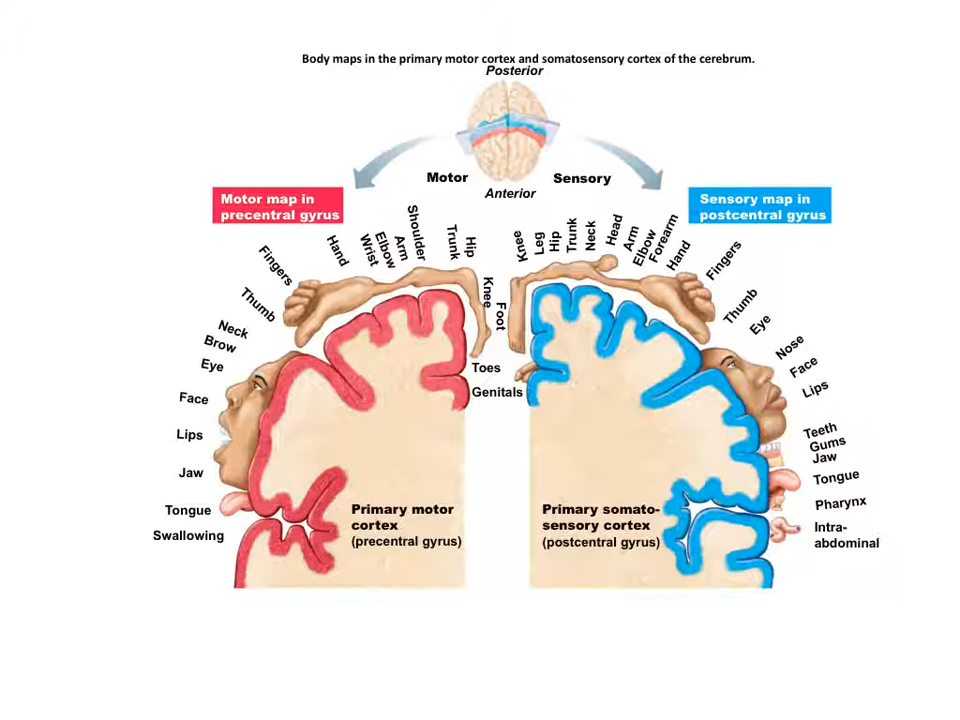 Body maps in the primary motor cortex and somatosensory cortex of the cerebrum.
Posterior
Motor
Sensory
Anterior
Motor map in
precentral gyrus
Sensory map in
postcentral gyrus
Swallowing
Tongue
Jaw
Lips
Face
Eye
Brow
Neck
Thumb
Fingers
Hand
Wrist
Elbow
Arm
Shoulder
Trunk
Hip
Knee
Foot
Toes
Genitals
Knee
Leg
Hip
Trunk
Neck
Head
Arm
Elbow
Forearm
Hand
Fingers
Thumb
Eye
Nose
Face
Lips
Teeth
Gums
Jaw
Tongue
Pharynx
Intra-
abdominal
Primary motor
cortex
(precentral gyrus)
Primary somato-
sensory cortex
(postcentral gyrus)